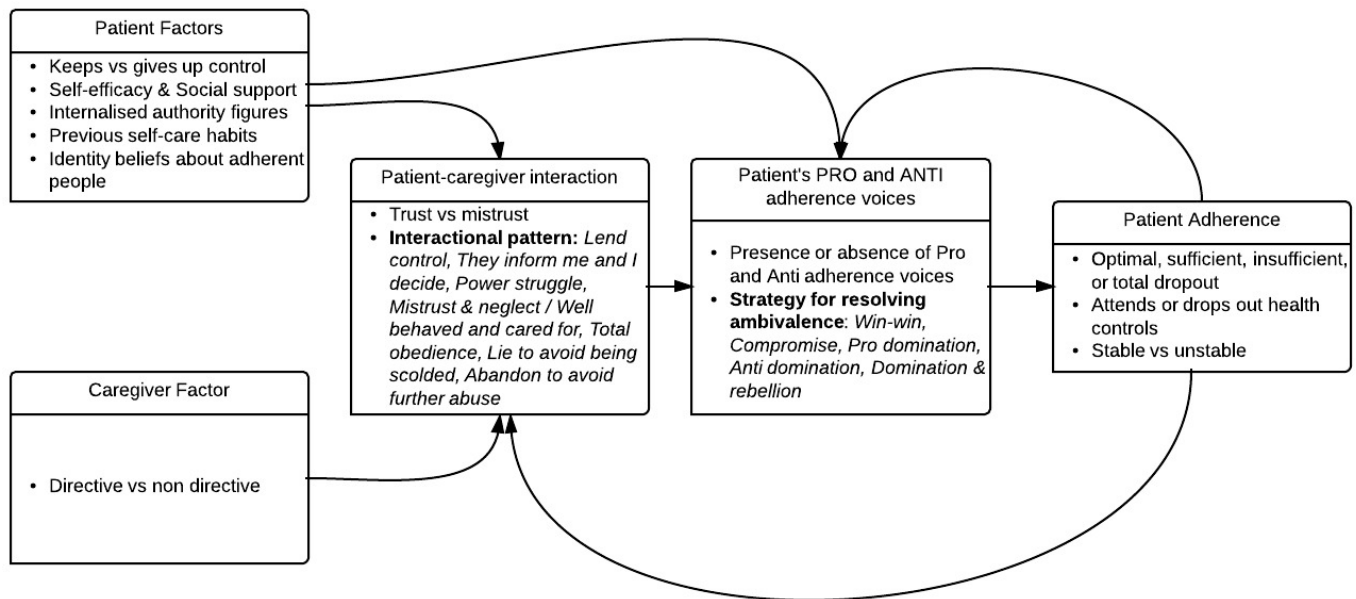 Patient Factors
• Keeps vs gives up control
• Self-efficacy & Social support
• Internalised authority figures
• Previous self-care habits
• Identity beliefs about adherent
people
Caregiver Factor
• Directive vs non directive
Patient-caregiver interaction
• Trust vs mistrust
• Interactional pattern: Lend
control, They inform me and I
decide, Power struggle,
Mistrust & neglect / Well
behaved and cared for, Total
obedience, Lie to avoid being
scolded, Abandon to avoid
further abuse
Patient's PRO and ANTI
adherence voices
• Presence or absence of Pro
and Anti adherence voices
• Strategy for resolving
ambivalence: Win-win,
Compromise, Pro domination,
Anti domination, Domination &
rebellion
Patient Adherence
• Optimal, sufficient, insufficient,
or total dropout
• Attends or drops out health
controls
• Stable vs unstable